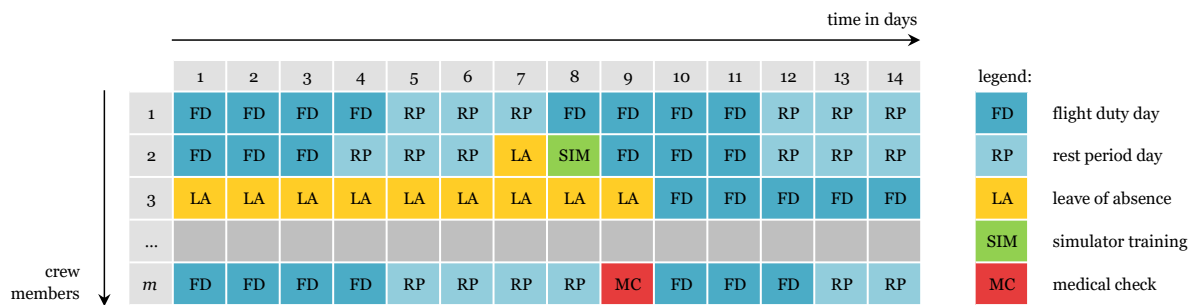 time in days
1 2 3 4 5 6 7 8 9 10 11 12 13 14 legend:
1 FD FD FD FD RP RP RP FD FD FD FD RP RP RP FD flight duty day
2 FD FD FD RP RP RP LA SIM FD FD FD RP RP RP RP rest period day
3 LA LA LA LA LA LA LA LA LA FD FD FD FD FD LA leave of absence
... SIM simulator training
crew members
m FD FD FD FD RP RP RP RP MC FD FD FD RP RP MC medical check